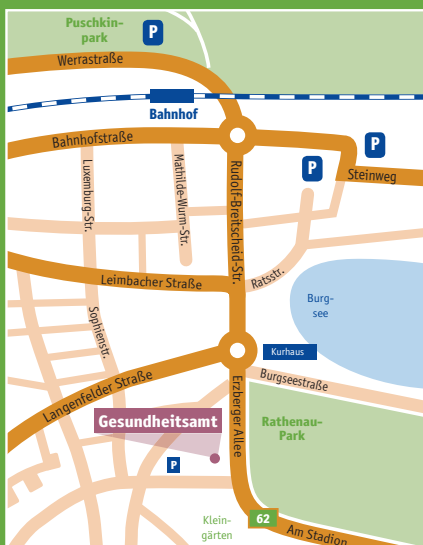 Puschkin-
park
P
Werrastraße
Bahnhof
Bahnhofstraße
P
P
Steinweg
Luxemburg-Str.
Mathilde-Wurm-Str.
Rudolf-Breitscheid-Str.
Leimbacher Straße
Ratsstr.
Burg-
see
Sophienstr.
Kurhaus
Langenfelder Straße
Burgseestraße
Erzberger Allee
Gesundheitsamt
Rathenau-
Park
P
Klein-
gärten
62
Am Stadion